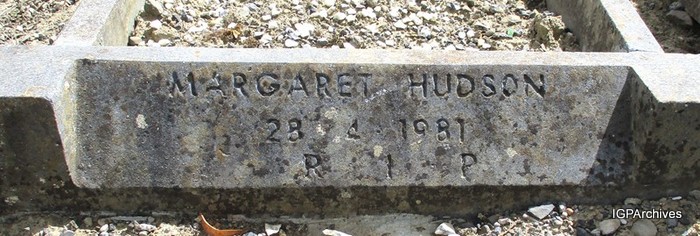 MARGARET HUDSON
28 4 1981
R I P
IGPArchives